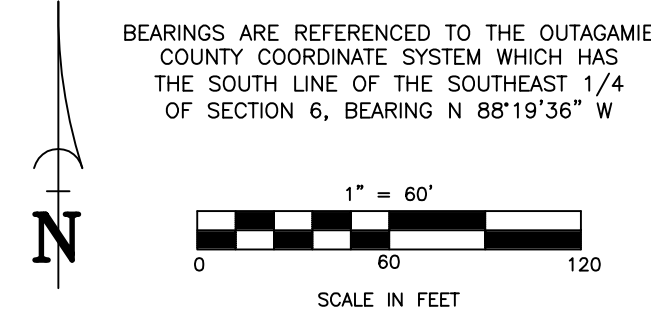 BEARINGS ARE REFERENCED TO THE OUTAGAMIE
COUNTY COORDINATE SYSTEM WHICH HAS
THE SOUTH LINE OF THE SOUTHEAST 1/4
OF SECTION 6, BEARING N 88°19'36" W
1" = 60'
N
0 60 120
SCALE IN FEET